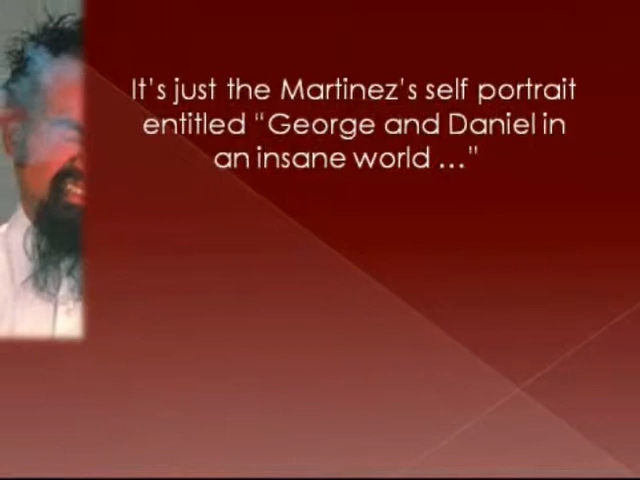 It's just the Martinez's self portrait
entitled "George and Daniel in
an insane world ..."